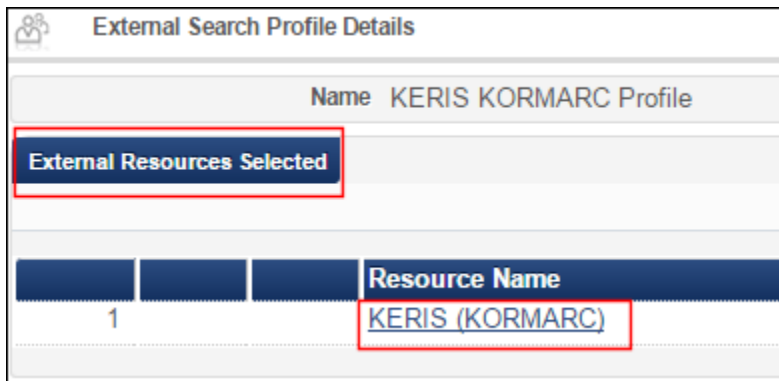 External Search Profile Details
Name KERIS KORMARC Profile
External Resources Selected
Resource Name
1 KERIS (KORMARC)